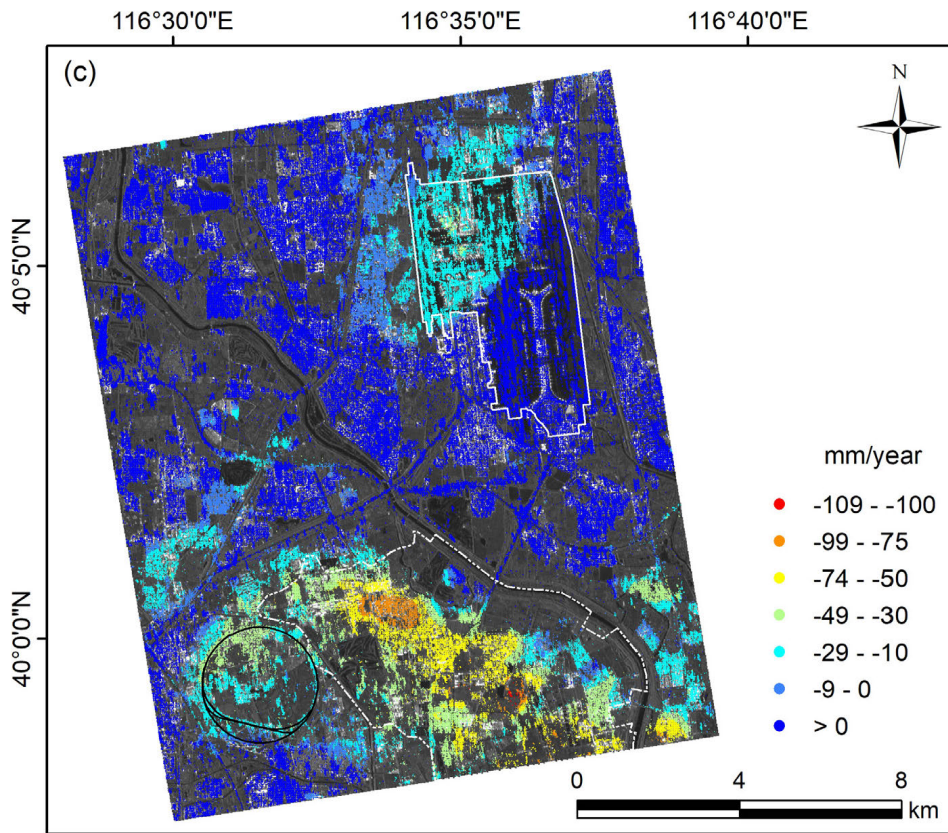 116°30'0"E 116°35'0"E 116°40'0"E
(c)
N
40°5'0"N
40°0'0"N
mm/year
-109 - -100
-99 - -75
-74 - -50
-49 - -30
-29 - -10
-9 - 0
> 0
0 4 8
km